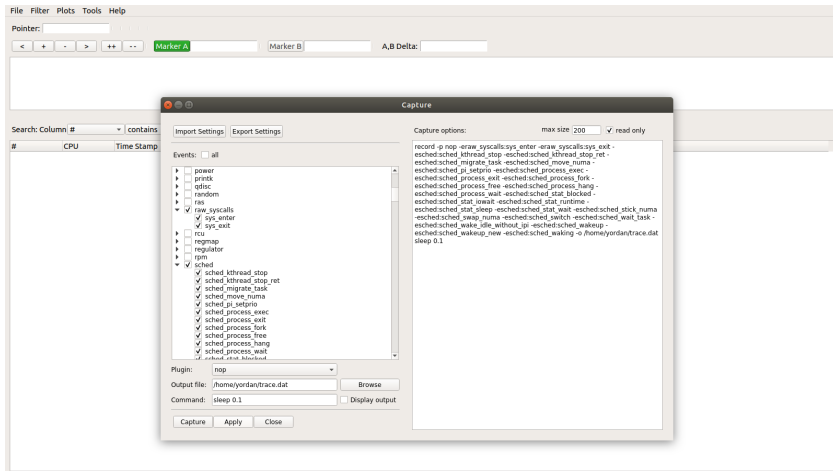 File Filter Plots Tools Help
Pointer:
< + - > ++ -- Marker A Marker B A,B Delta:
Capture
Search: Column # contains
# CPU Time Stamp
Import Settings Export Settings
Events: all
power
printk
qdisc
random
ras
raw_syscalls
sys_enter
sys_exit
rcu
regmap
regulator
rpm
sched
sched_kthread_stop
sched_kthread_stop_ret
sched_migrate_task
sched_move_numa
sched_pi_setprio
sched_process_exec
sched_process_exit
sched_process_fork
sched_process_free
sched_process_hang
sched_process_wait
sched_stat_blocked
Plugin: nop
Output file: /home/yordan/trace.dat Browse
Command: sleep 0.1 Display output
Capture Apply Close
Capture options: max size 200 read only
record -p nop -eraw_syscalls:sys_enter -eraw_syscalls:sys_exit -
esched:sched_kthread_stop -esched:sched_kthread_stop_ret -
esched:sched_migrate_task -esched:sched_move_numa -
esched:sched_pi_setprio -esched:sched_process_exec -
esched:sched_process_exit -esched:sched_process_fork -
esched:sched_process_free -esched:sched_process_hang -
esched:sched_process_wait -esched:sched_stat_blocked -
esched:sched_stat_iowait -esched:sched_stat_runtime -
esched:sched_stat_sleep -esched:sched_stat_wait -esched:sched_stick_numa
-esched:sched_swap_numa -esched:sched_switch -esched:sched_wait_task -
esched:sched_wake_idle_without_ipi -esched:sched_wakeup -
esched:sched_wakeup_new -esched:sched_waking -o /home/yordan/trace.dat
sleep 0.1